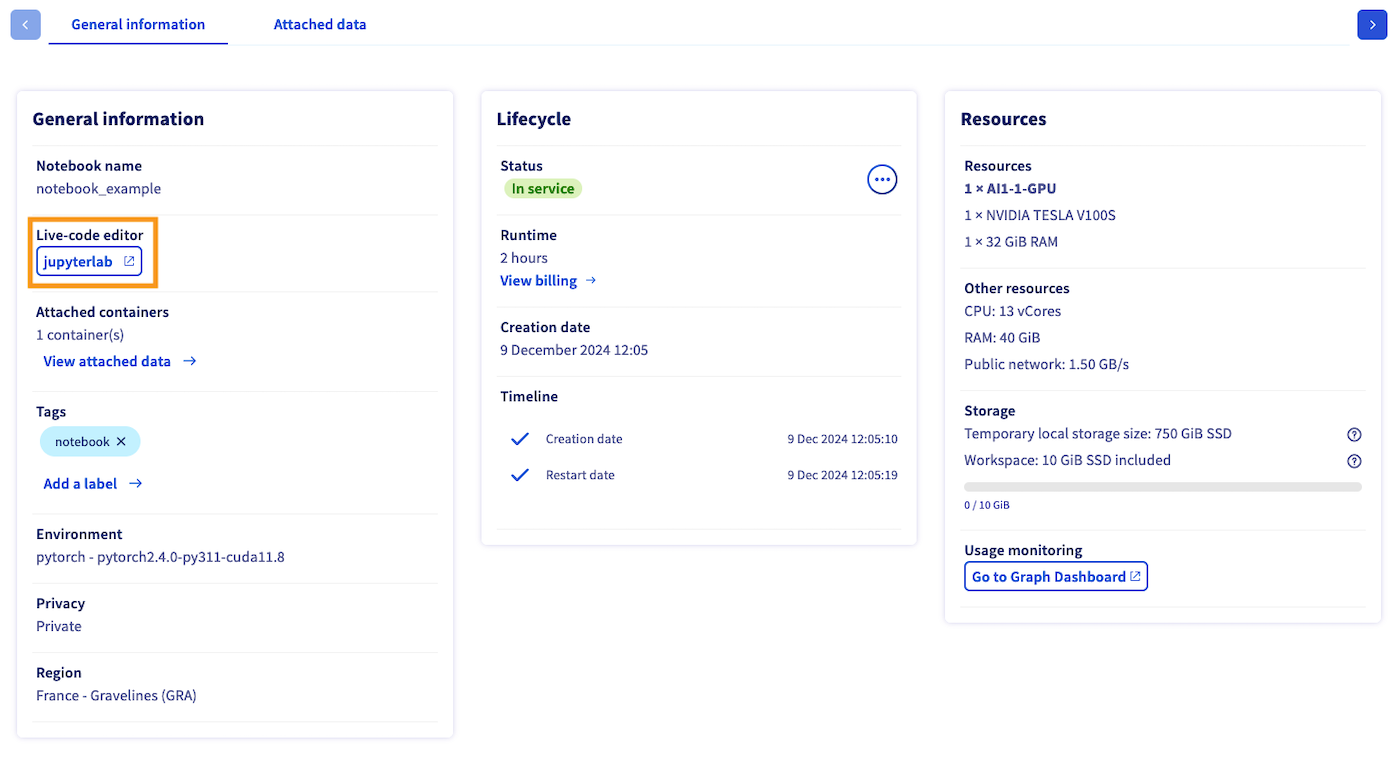 General information
Attached data
General information
Notebook name
notebook_example
Live-code editor
jupyterlab
Attached containers
1 container(s)
View attached data
Tags
notebook
Add a label
Environment
pytorch - pytorch2.4.0-py311-cuda11.8
Privacy
Private
Region
France - Gravelines (GRA)
Lifecycle
Status
In service
Runtime
2 hours
View billing
Creation date
9 December 2024 12:05
Timeline
Creation date 9 Dec 2024 12:05:10
Restart date 9 Dec 2024 12:05:19
Resources
Resources
1 × AI1-1-GPU
1 × NVIDIA TESLA V100S
1 × 32 GiB RAM
Other resources
CPU: 13 vCores
RAM: 40 GiB
Public network: 1.50 GB/s
Storage
Temporary local storage size: 750 GiB SSD
Workspace: 10 GiB SSD included
0 / 10 GiB
Usage monitoring
Go to Graph Dashboard